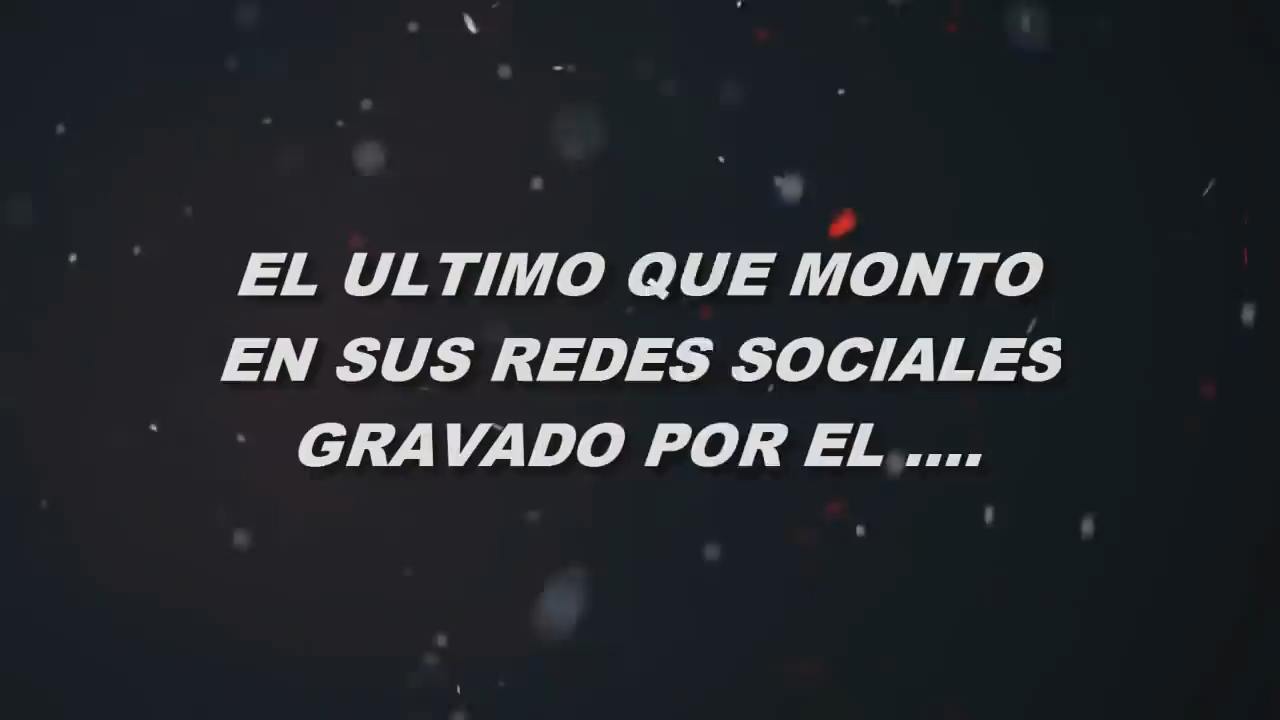 EL ULTIMO QUE MONTO
EN SUS REDES SOCIALES
GRAVADO POR EL ....